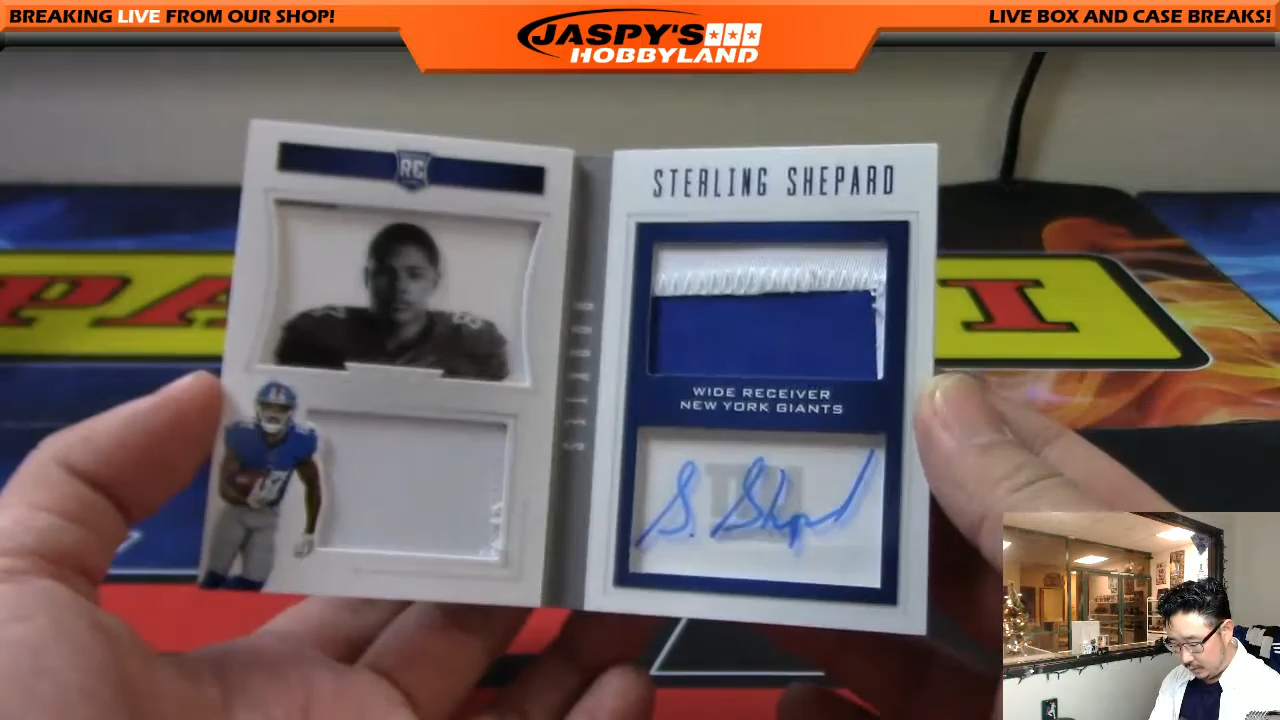 BREAKING LIVE FROM OUR SHOP!
JASPY'S
HOBBYLAND
LIVE BOX AND CASE BREAKS!
RC
STERLING SHEPARD
WIDE RECEIVER
NEW YORK GIANTS
S. Shepard